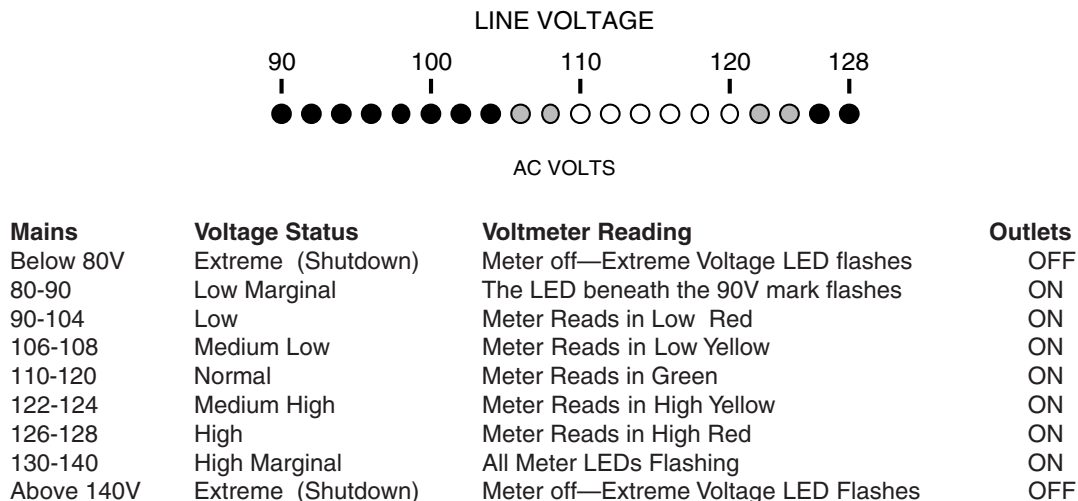 LINE VOLTAGE
90 100 110 120 128
AC VOLTS
Mains Voltage Status Voltmeter Reading Outlets
Below 80V Extreme (Shutdown) Meter off—Extreme Voltage LED flashes OFF
80-90 Low Marginal The LED beneath the 90V mark flashes ON
90-104 Low Meter Reads in Low Red ON
106-108 Medium Low Meter Reads in Low Yellow ON
110-120 Normal Meter Reads in Green ON
122-124 Medium High Meter Reads in High Yellow ON
126-128 High Meter Reads in High Red ON
130-140 High Marginal All Meter LEDs Flashing ON
Above 140V Extreme (Shutdown) Meter off—Extreme Voltage LED Flashes OFF